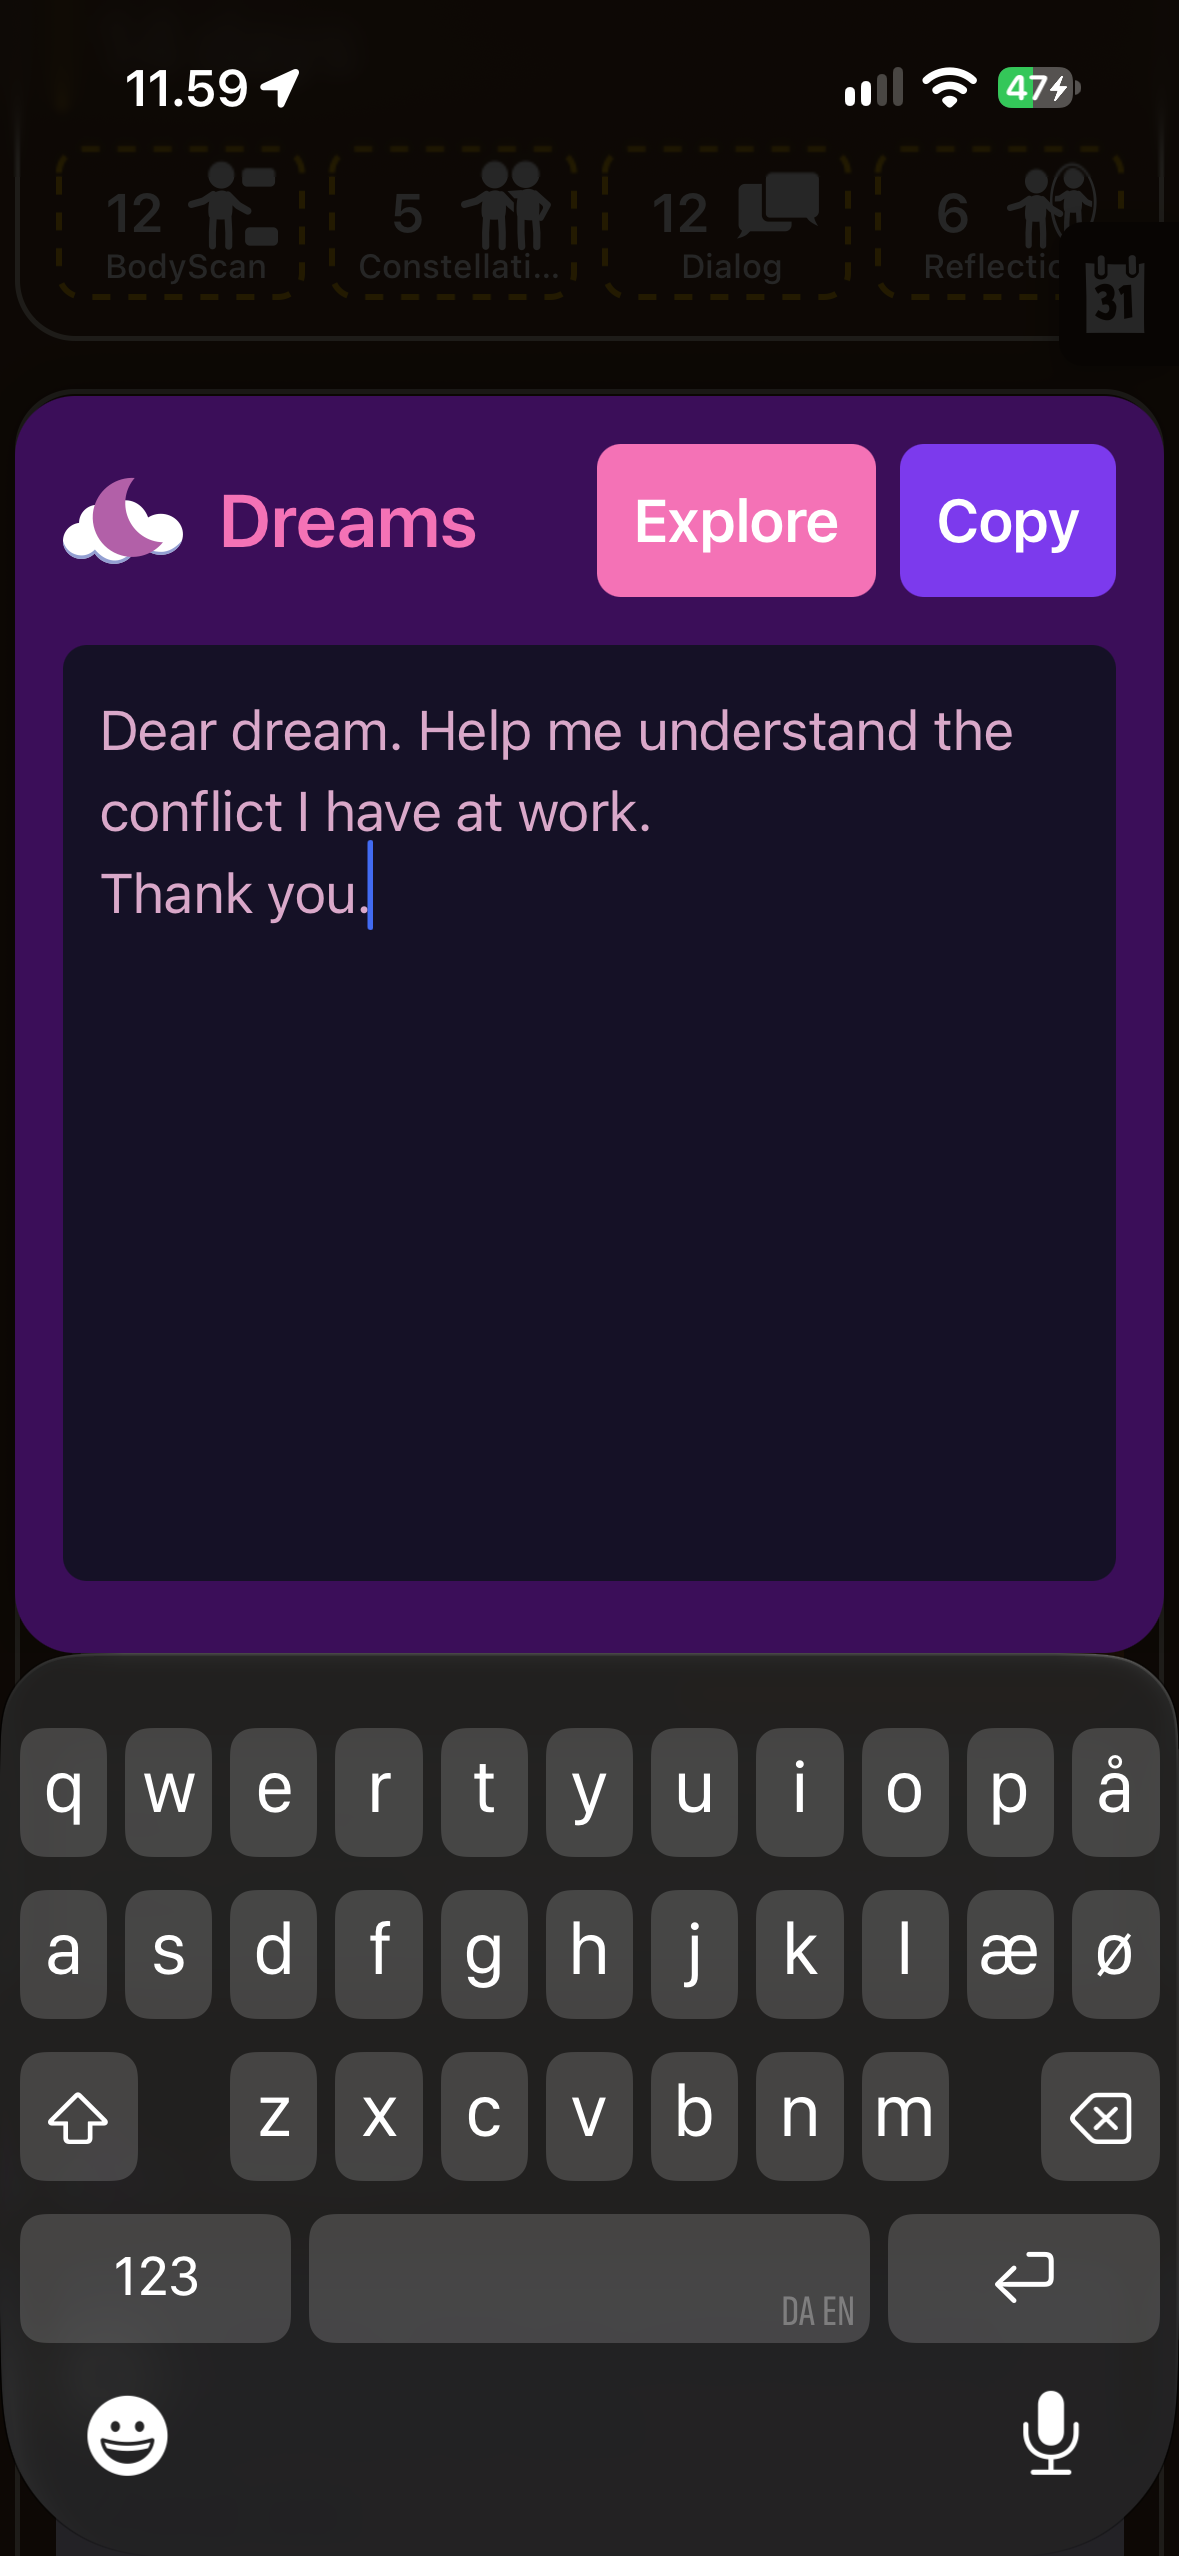 11.59
47
12
BodyScan
5
Constellati...
12
Dialog
6
Reflectio
31
Dreams
Explore
Copy
Dear dream. Help me understand the
conflict I have at work.
Thank you.
q w e r t y u i o p å
a s d f g h j k l æ ø
z x c v b n m
123
DA EN